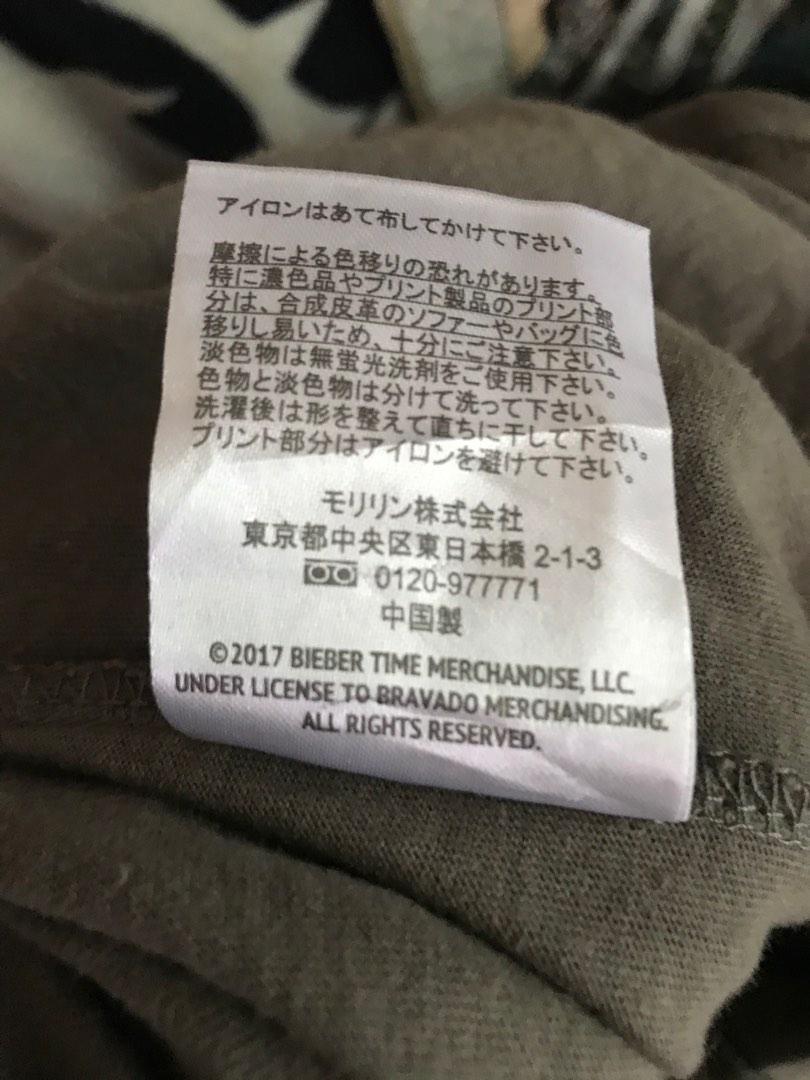 アイロンはあて布してかけて下さい。
摩擦による色移りの恐れがあります。
特に濃色品やプリント製品のプリント部
分は、合成皮革のソファーやバッグに色
移りし易いため、十分にご注意下さい。
淡色物は無蛍光洗剤をご使用下さい。
色物と淡色物は分けて洗って下さい。
洗濯後は形を整えて直ちに干して下さい。
プリント部分はアイロンを避けて下さい。
モリリン株式会社
東京都中央区東日本橋 2-1-3
0120-977771
中国製
©2017 BIEBER TIME MERCHANDISE, LLC.
UNDER LICENSE TO BRAVADO MERCHANDISING.
ALL RIGHTS RESERVED.